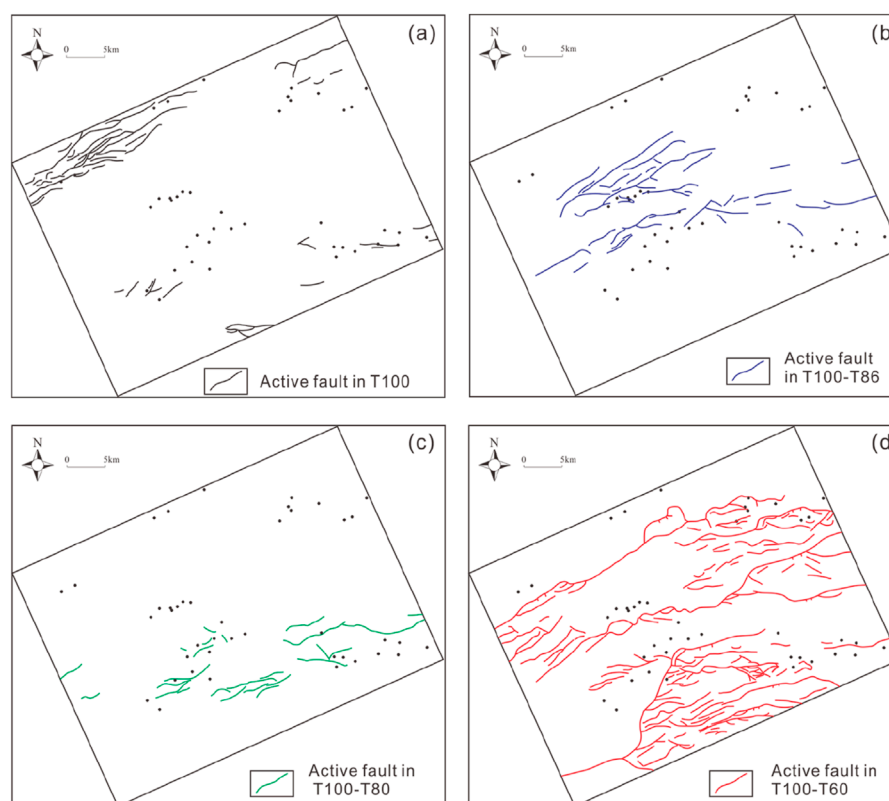 (a)
N
0 5km
Active fault in T100
(b)
N
0 5km
Active fault
in T100-T86
(c)
N
0 5km
Active fault in
T100-T80
(d)
N
0 5km
Active fault in
T100-T60